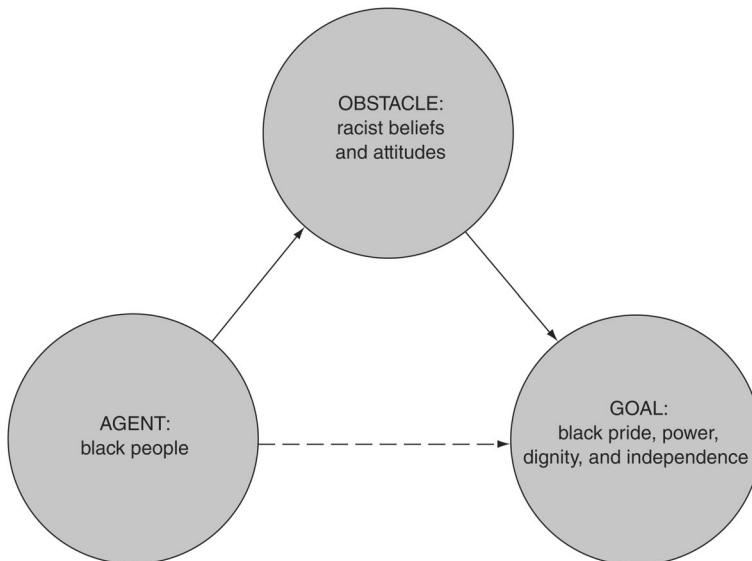 OBSTACLE:
racist beliefs
and attitudes
AGENT:
black people
GOAL:
black pride, power,
dignity, and independence